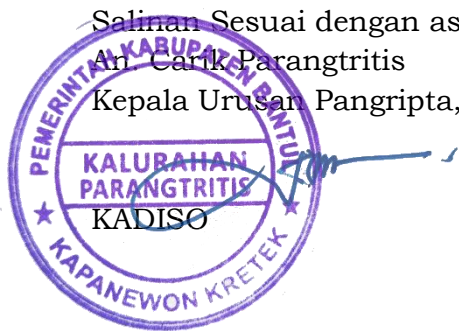 Salinan Sesuai dengan as
An. Carik Parangtritis
Kepala Urusan Pangripta,
PEMERINTAH KABUPATEN BANTUL
KALURAHAN
PARANGTRITIS
KADISO
KAPANEWON KRETEK